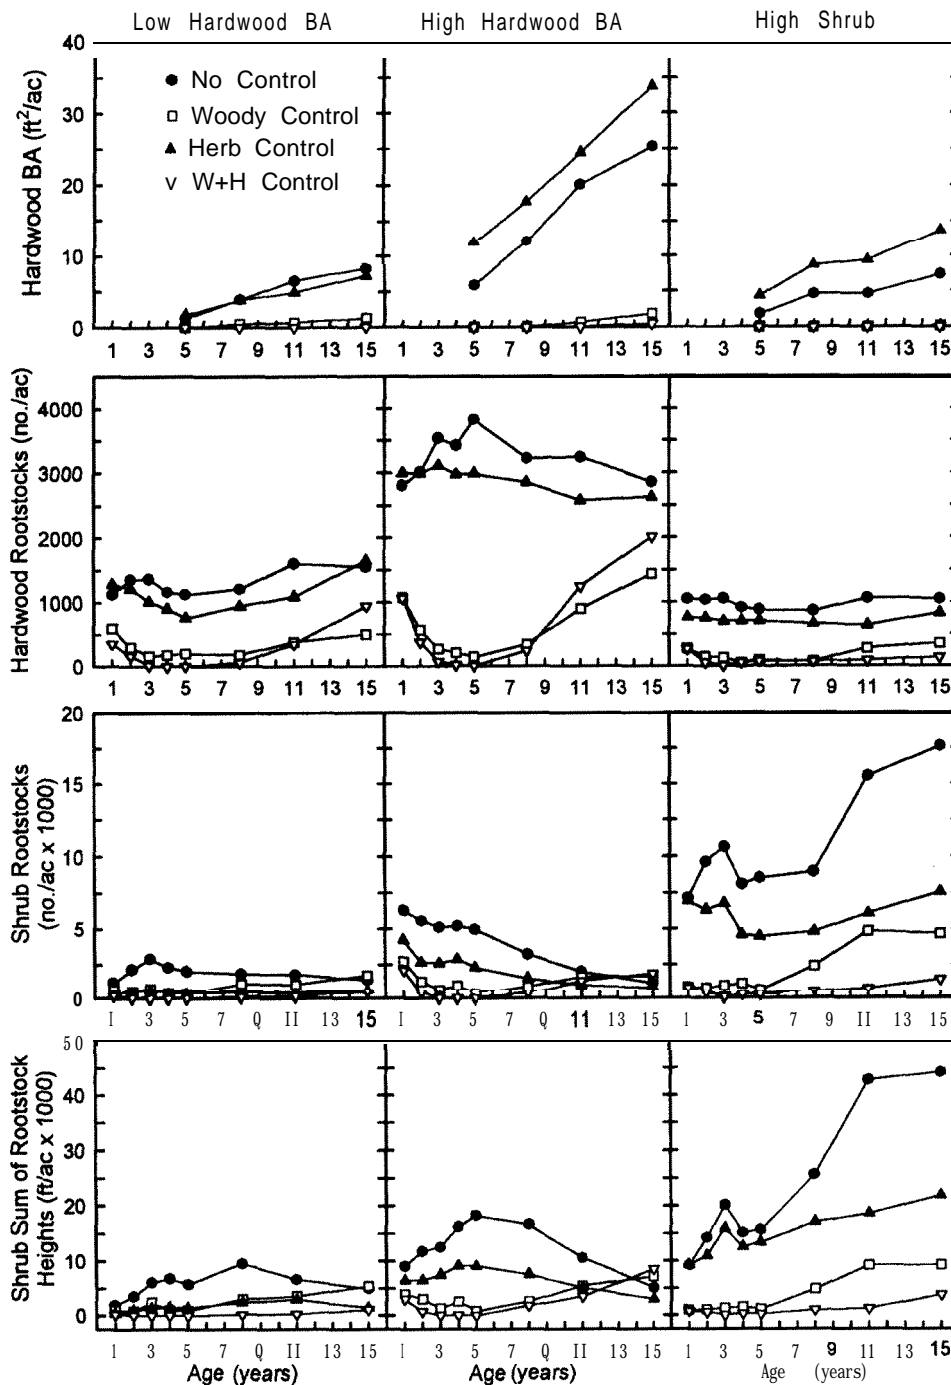 Low Hardwood BA High Hardwood BA High Shrub
Hardwood BA (ft²/ac)
40
30
20
10
0
No Control
Woody Control
Herb Control
W+H Control
1 3 5 7 9 11 13 15 1 3 5 7 9 11 13 15 1 3 5 7 9 11 13 15
Hardwood Rootstocks (no./ac)
4000
3000
2000
1000
0
1 3 5 7 9 11 13 15 1 3 5 7 9 11 13 15 1 3 5 7 9 11 13 15
Shrub Rootstocks
(no./ac x 1000)
20
15
10
5
0
I 3 5 7 Q II 13 15 I 3 5 7 Q 11 13 15 1 3 5 7 9 II 13 15
Shrub Sum of Rootstock
Heights (ft/ac x 1000)
50
40
30
20
10
0
1 3 5 7 Q II 13 15 I 3 5 7 Q II 13 15 1 3 5 7 9 11 13 15
Age (years) Age (years) Age (years)